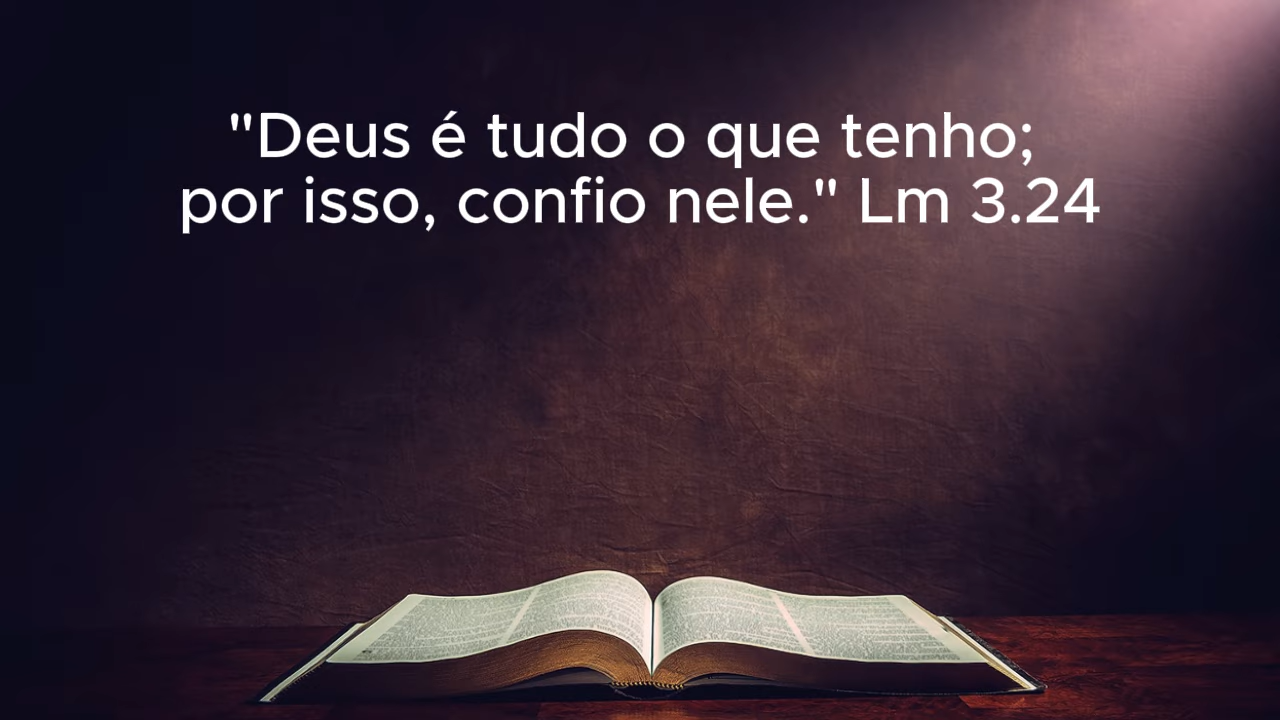 "Deus é tudo o que tenho;
por isso, confio nele." Lm 3.24